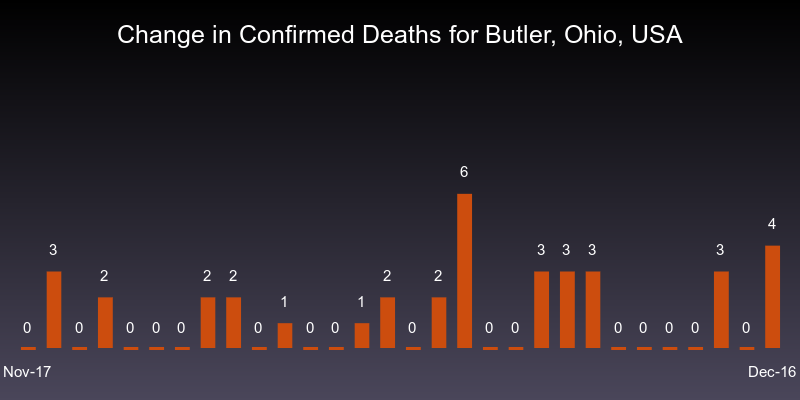 Change in Confirmed Deaths for Butler, Ohio, USA
6
4
3 3 3 3 3
2 2 2 2 2
1 1
0 0 0 0 0 0 0 0 0 0 0 0 0 0 0 0
Nov-17 Dec-16